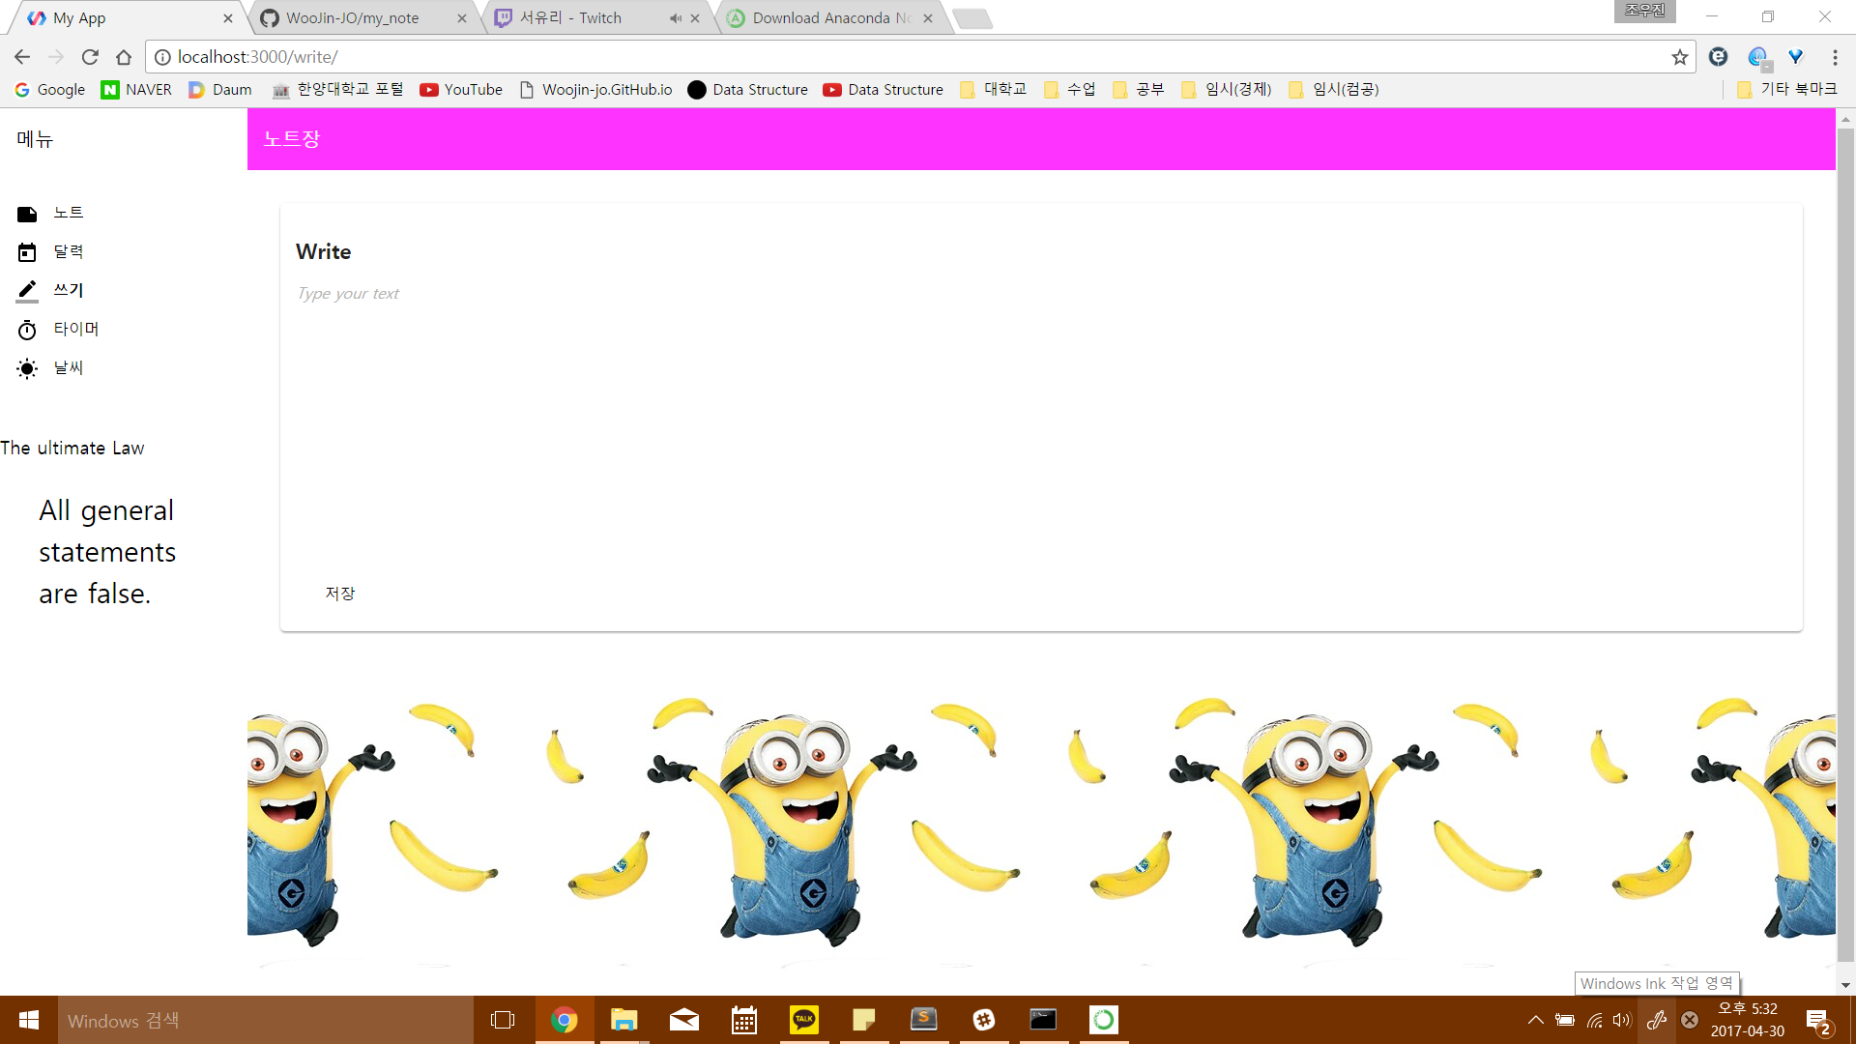 My App
WooJin-JO/my_note
서유리 - Twitch
Download Anaconda No
조우진
localhost:3000/write/
Google
NAVER
Daum
한양대학교 포털
YouTube
Woojin-jo.GitHub.io
Data Structure
Data Structure
대학교
수업
공부
임시(경제)
임시(컴공)
기타 북마크
메뉴
노트장
노트
달력
쓰기
타이머
날씨
Write
Type your text
The ultimate Law
All general
statements
are false.
저장
Windows Ink 작업 영역
Windows 검색
TALK
오후 5:32
2017-04-30
2